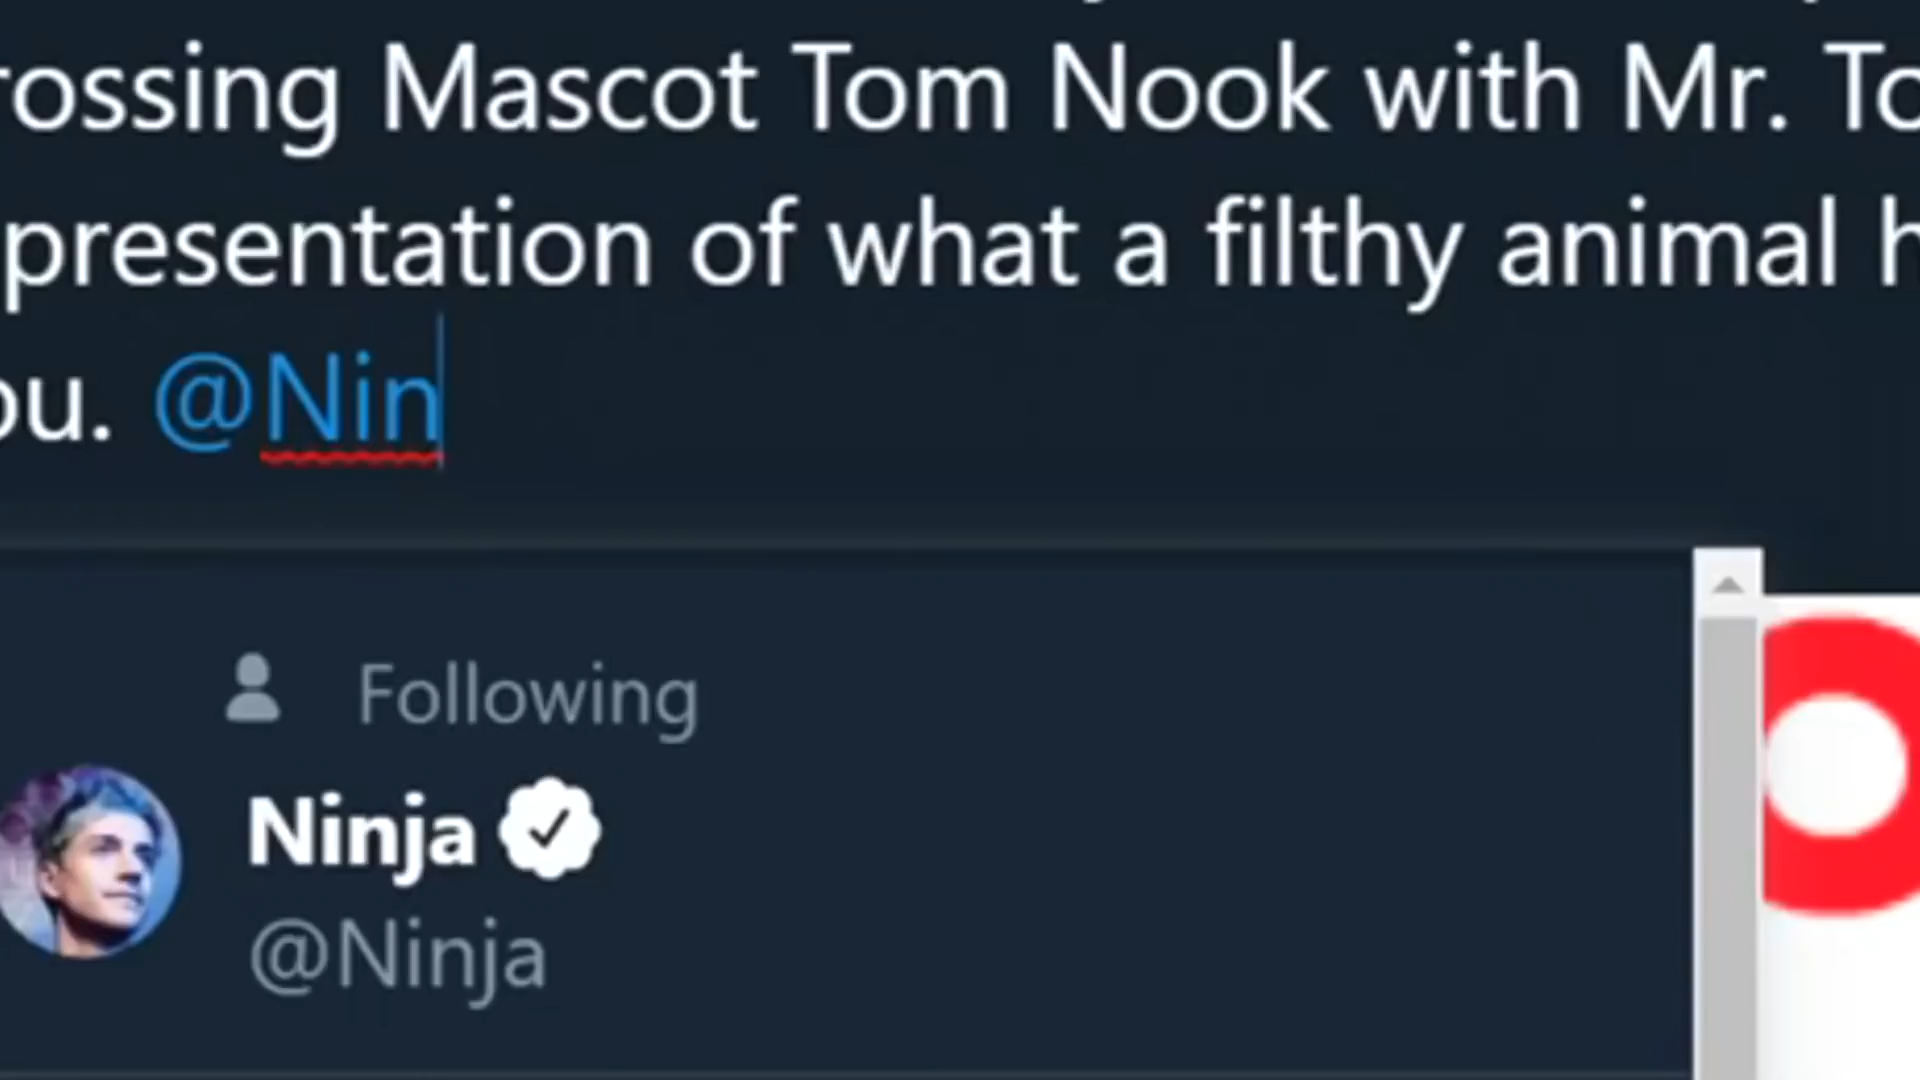 rossing Mascot Tom Nook with Mr. To
presentation of what a filthy animal h
ou. @Nin
Following
Ninja
@Ninja